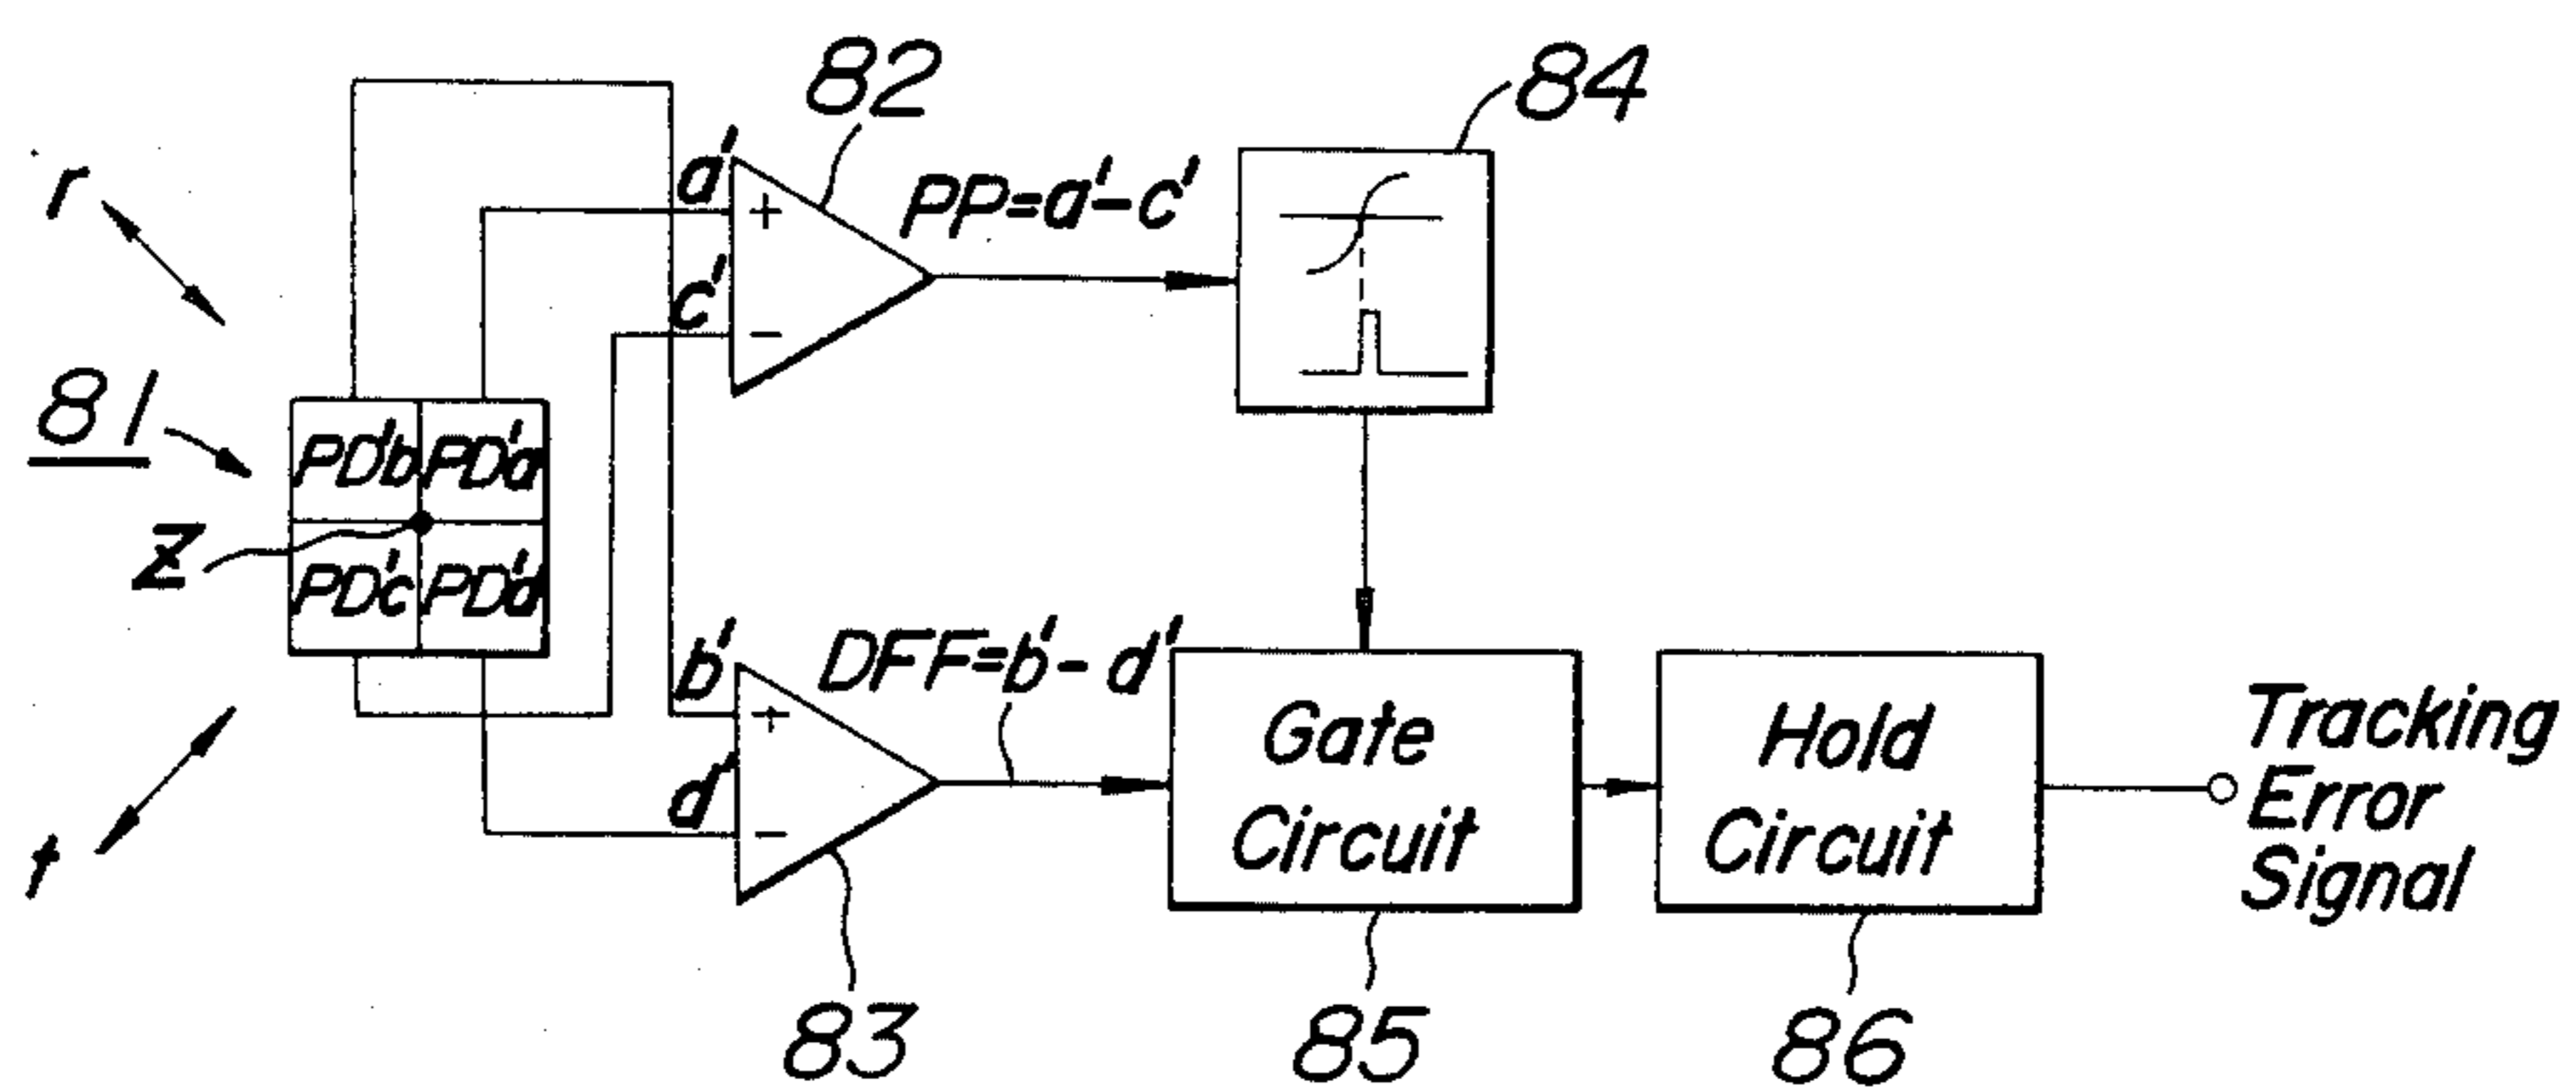 82
84
r
a'
PP=a'-c'
c'
81
PD'b
PD'a
Z
PD'c
PD'd
b'
DFF=b'-d'
d'
t
Gate
Circuit
Hold
Circuit
Tracking
Error
Signal
83
85
86
+
−
+
−